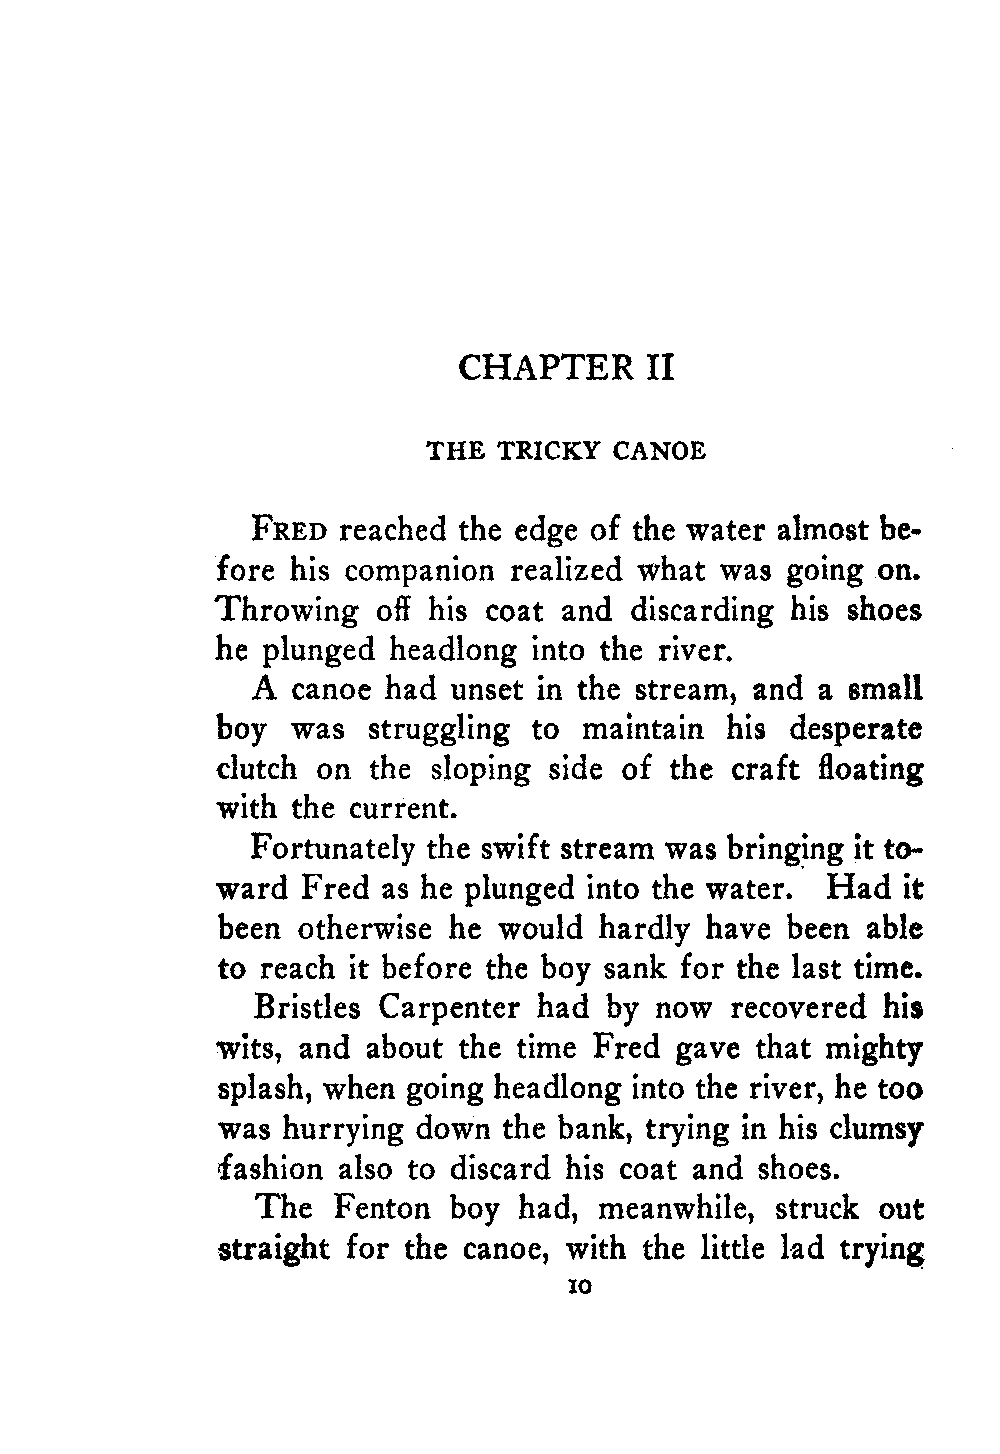 CHAPTER II
THE TRICKY CANOE
FRED reached the edge of the water almost be-
fore his companion realized what was going on.
Throwing off his coat and discarding his shoes
he plunged headlong into the river.
A canoe had unset in the stream, and a small
boy was struggling to maintain his desperate
clutch on the sloping side of the craft floating
with the current.
Fortunately the swift stream was bringing it to-
ward Fred as he plunged into the water. Had it
been otherwise he would hardly have been able
to reach it before the boy sank for the last time.
Bristles Carpenter had by now recovered his
wits, and about the time Fred gave that mighty
splash, when going headlong into the river, he too
was hurrying down the bank, trying in his clumsy
fashion also to discard his coat and shoes.
The Fenton boy had, meanwhile, struck out
straight for the canoe, with the little lad trying
10